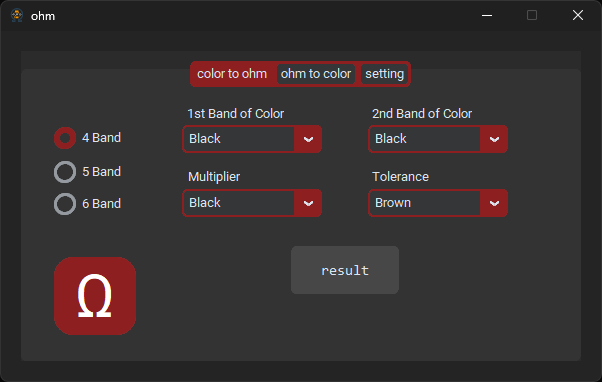 ohm
color to ohm ohm to color setting
1st Band of Color 2nd Band of Color
4 Band Black Black
5 Band Multiplier Tolerance
6 Band Black Brown
Ω result